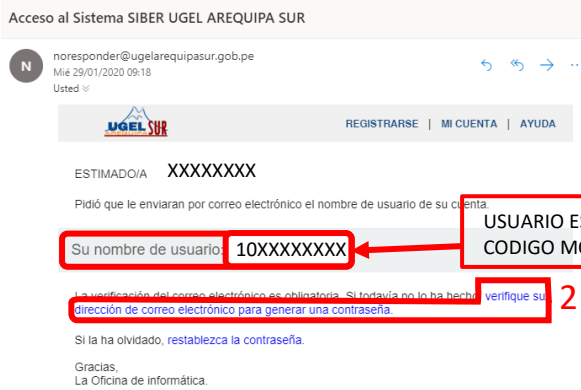 Acceso al Sistema SIBER UGEL AREQUIPA SUR
N
noresponder@ugelarequipasur.gob.pe
Mié 29/01/2020 09:18
Usted
UGEL SUR
AREQUIPA
REGISTRARSE | MI CUENTA | AYUDA
ESTIMADO/A XXXXXXXX
Pidió que le enviaran por correo electrónico el nombre de usuario de su cuenta.
USUARIO ES
CODIGO MO
Su nombre de usuario: 10XXXXXXXX
La verificación del correo electrónico es obligatoria. Si todavía no lo ha hecho, verifique su
dirección de correo electrónico para generar una contraseña.
2
Si la ha olvidado, restablezca la contraseña.
Gracias,
La Oficina de informática.